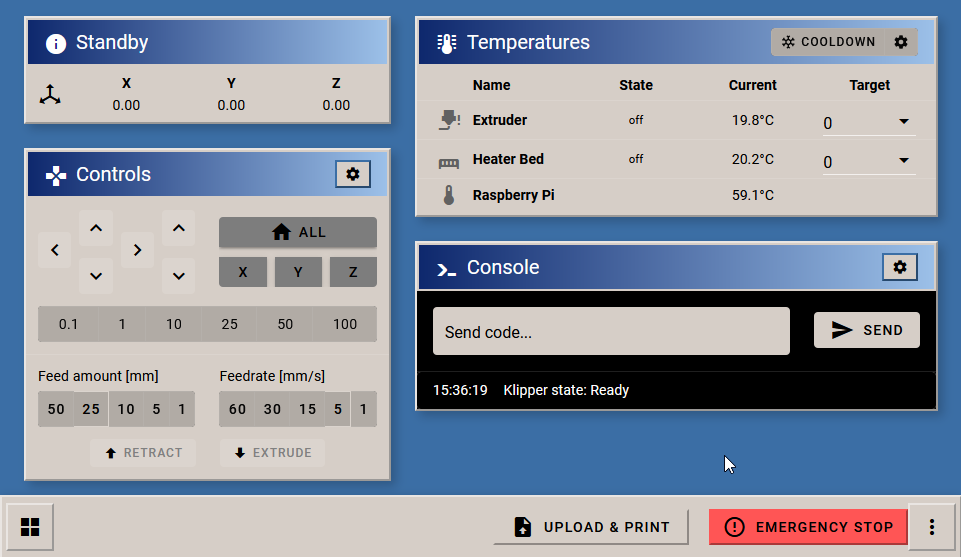 Standby
X Y Z
0.00 0.00 0.00
Controls
ALL
X Y Z
0.1 1 10 25 50 100
Feed amount [mm] Feedrate [mm/s]
50 25 10 5 1 60 30 15 5 1
RETRACT EXTRUDE
Temperatures COOLDOWN
Name State Current Target
Extruder off 19.8°C 0
Heater Bed off 20.2°C 0
Raspberry Pi 59.1°C
Console
Send code... SEND
15:36:19 Klipper state: Ready
UPLOAD & PRINT EMERGENCY STOP